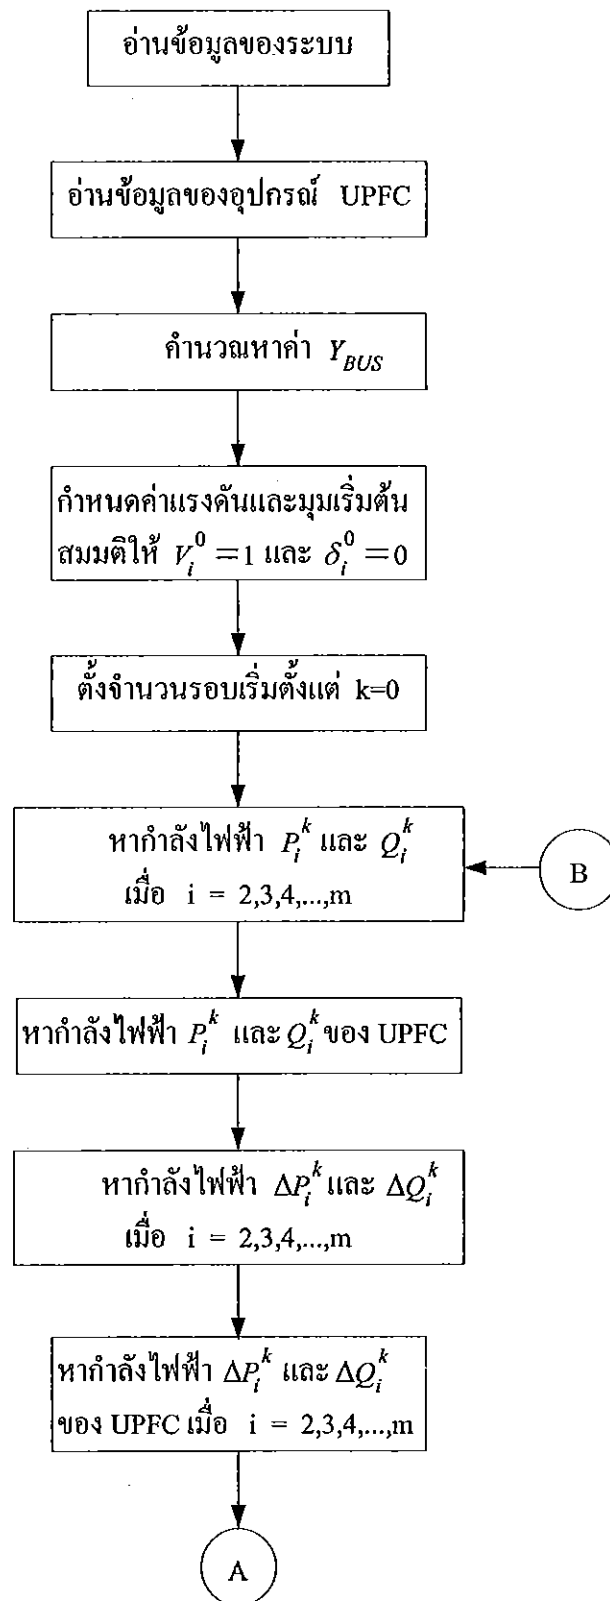 อ่านข้อมูลของระบบ
อ่านข้อมูลของอุปกรณ์ UPFC
คำนวณหาค่า Y_{BUS}
กำหนดค่าแรงดันและมุมเริ่มต้น
สมมติให้ V_i^0 =1 และ δ_i^0 =0
ตั้งจำนวนรอบเริ่มตั้งแต่ k=0
หากำลังไฟฟ้า P_i^k และ Q_i^k
เมื่อ i = 2,3,4,...,m
B
หากำลังไฟฟ้า P_i^k และ Q_i^k ของ UPFC
หากำลังไฟฟ้า ΔP_i^k และ ΔQ_i^k
เมื่อ i = 2,3,4,...,m
หากำลังไฟฟ้า ΔP_i^k และ ΔQ_i^k
ของ UPFC เมื่อ i = 2,3,4,...,m
A